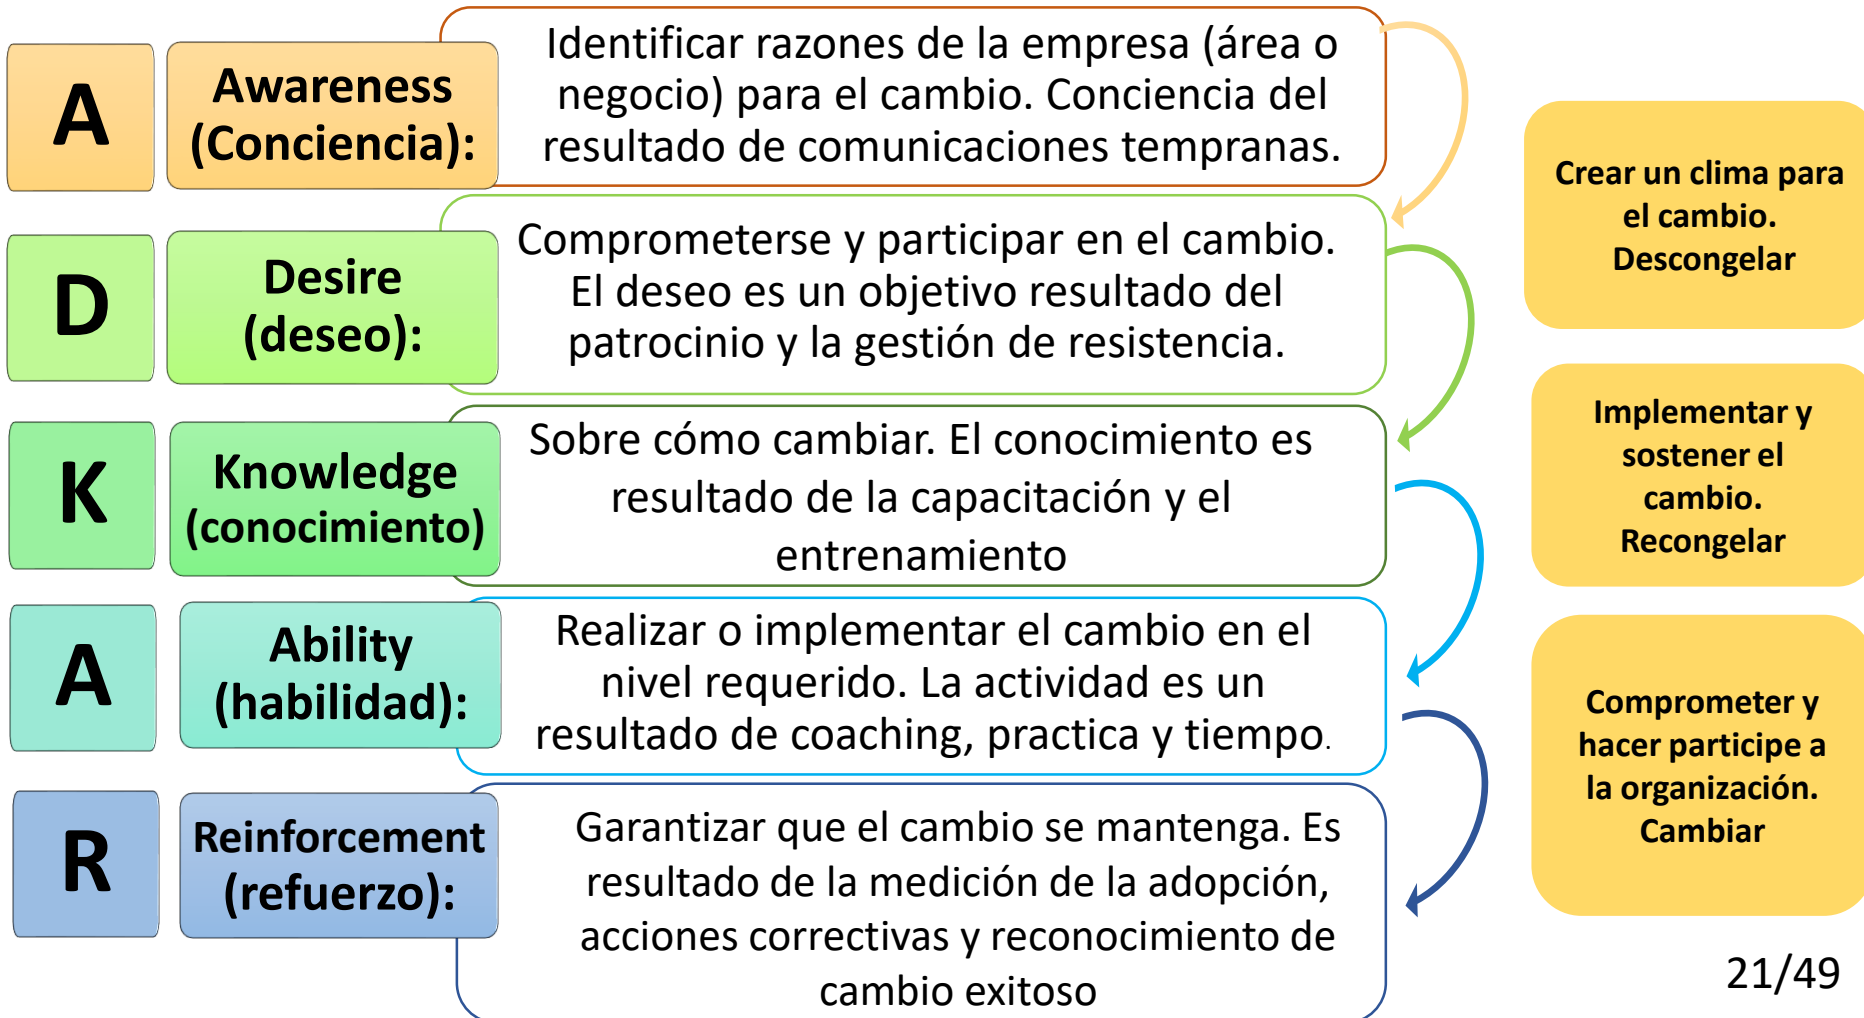 A
Awareness
(Conciencia):
Identificar razones de la empresa (área o
negocio) para el cambio. Conciencia del
resultado de comunicaciones tempranas.
D
Desire
(deseo):
Comprometerse y participar en el cambio.
El deseo es un objetivo resultado del
patrocinio y la gestión de resistencia.
K
Knowledge
(conocimiento)
Sobre cómo cambiar. El conocimiento es
resultado de la capacitación y el
entrenamiento
A
Ability
(habilidad):
Realizar o implementar el cambio en el
nivel requerido. La actividad es un
resultado de coaching, practica y tiempo.
R
Reinforcement
(refuerzo):
Garantizar que el cambio se mantenga. Es
resultado de la medición de la adopción,
acciones correctivas y reconocimiento de
cambio exitoso
Crear un clima para
el cambio.
Descongelar
Implementar y
sostener el
cambio.
Recongelar
Comprometer y
hacer participe a
la organización.
Cambiar
21/49